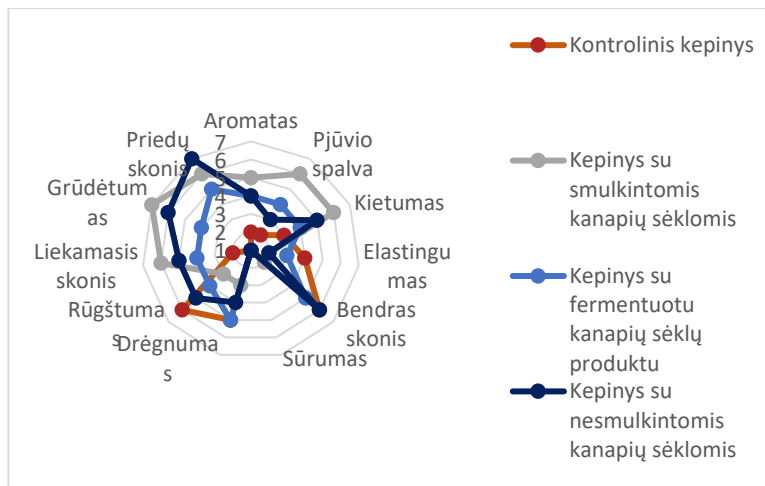 Aromatas
Pjūvio
spalva
Kietumas
Elastingu
mas
Bendras
skonis
Sūrumas
Drėgnuma
s
Rūgštuma
s
Liekamasis
skonis
Grūdėtum
as
Priedų
skonis
7
6
5
4
3
2
1
Kontrolinis kepinys
Kepinys su
smulkintomis
kanapių sėklomis
Kepinys su
fermentuotu
kanapių sėklų
produktu
Kepinys su
nesmulkintomis
kanapių sėklomis